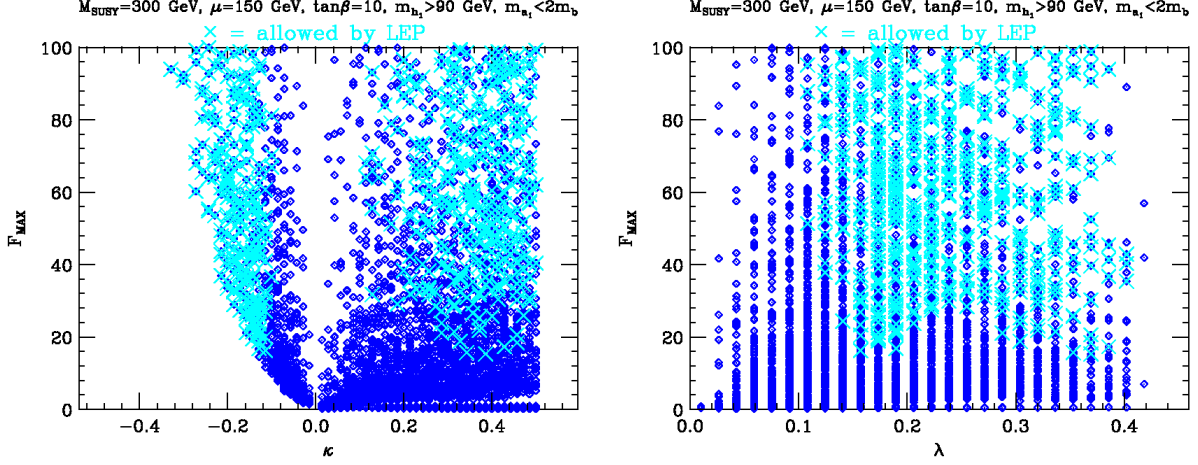 M_SUSY=300 GeV, μ=150 GeV, tanβ=10, m_h₁>90 GeV, m_a₁<2m_b
× = allowed by LEP
F_MAX
100
80
60
40
20
0
−0.4
−0.2
0.0
0.2
0.4
κ
M_SUSY=300 GeV, μ=150 GeV, tanβ=10, m_h₁>90 GeV, m_a₁<2m_b
× = allowed by LEP
F_MAX
100
80
60
40
20
0
0.0
0.1
0.2
0.3
0.4
λ